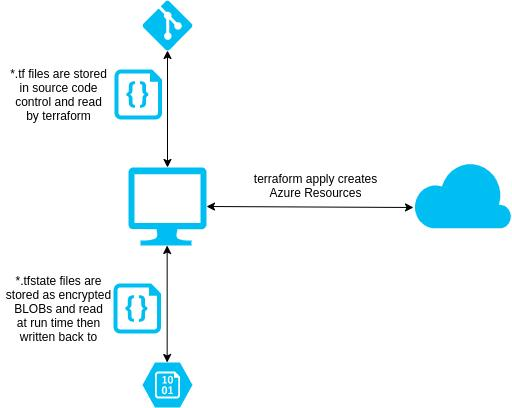 *.tf files are stored
in source code
control and read
by terraform
{ }
terraform apply creates
Azure Resources
*.tfstate files are
stored as encrypted
BLOBs and read
at run time then
written back to
{ }
10
01